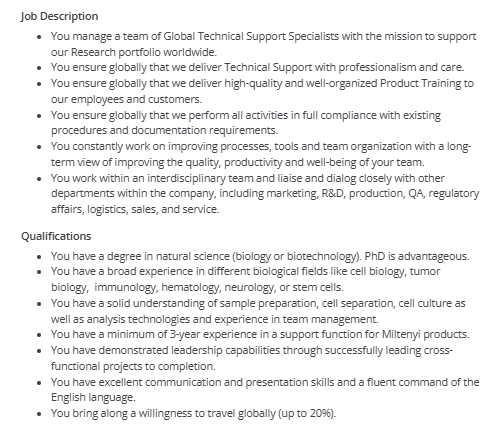 Job Description
• You manage a team of Global Technical Support Specialists with the mission to support
our Research portfolio worldwide.
• You ensure globally that we deliver Technical Support with professionalism and care.
• You ensure globally that we deliver high-quality and well-organized Product Training to
our employees and customers.
• You ensure globally that we perform all activities in full compliance with existing
procedures and documentation requirements.
• You constantly work on improving processes, tools and team organization with a long-
term view of improving the quality, productivity and well-being of your team.
• You work within an interdisciplinary team and liaise and dialog closely with other
departments within the company, including marketing, R&D, production, QA, regulatory
affairs, logistics, sales, and service.
Qualifications
• You have a degree in natural science (biology or biotechnology). PhD is advantageous.
• You have a broad experience in different biological fields like cell biology, tumor
biology, immunology, hematology, neurology, or stem cells.
• You have a solid understanding of sample preparation, cell separation, cell culture as
well as analysis technologies and experience in team management.
• You have a minimum of 3-year experience in a support function for Miltenyi products.
• You have demonstrated leadership capabilities through successfully leading cross-
functional projects to completion.
• You have excellent communication and presentation skills and a fluent command of the
English language.
• You bring along a willingness to travel globally (up to 20%).